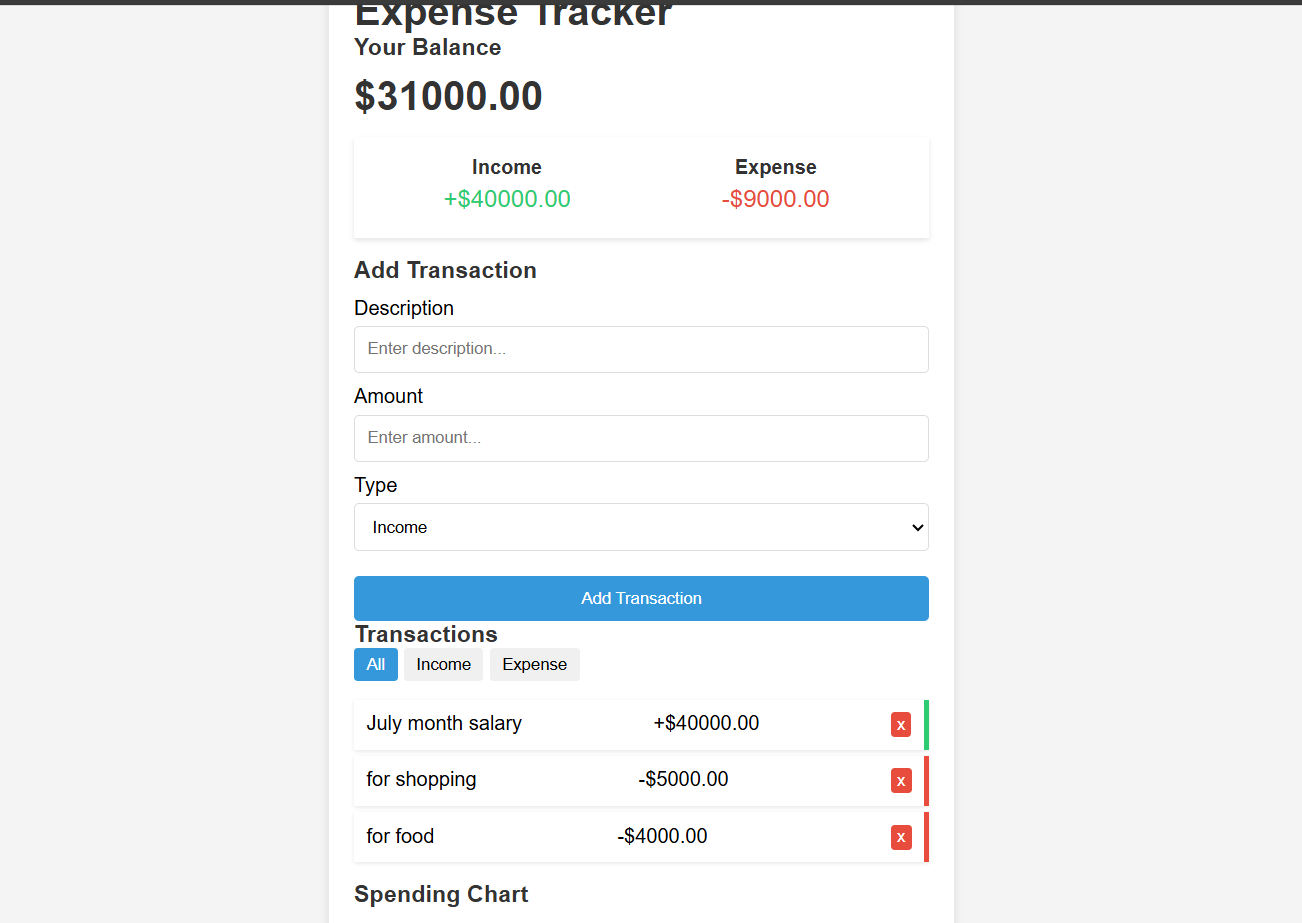 Expense Tracker
Your Balance
$31000.00
Income Expense
+$40000.00 -$9000.00
Add Transaction
Description
Enter description...
Amount
Enter amount...
Type
Income
Add Transaction
Transactions
All Income Expense
July month salary +$40000.00 x
for shopping -$5000.00 x
for food -$4000.00 x
Spending Chart